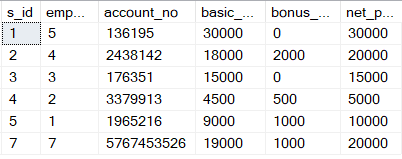 s_id emp... account_no basic_... bonus_... net_p...
1 5 136195 30000 0 30000
2 4 2438142 18000 2000 20000
3 3 176351 15000 0 15000
4 2 3379913 4500 500 5000
5 1 1965216 9000 1000 10000
7 7 5767453526 19000 1000 20000